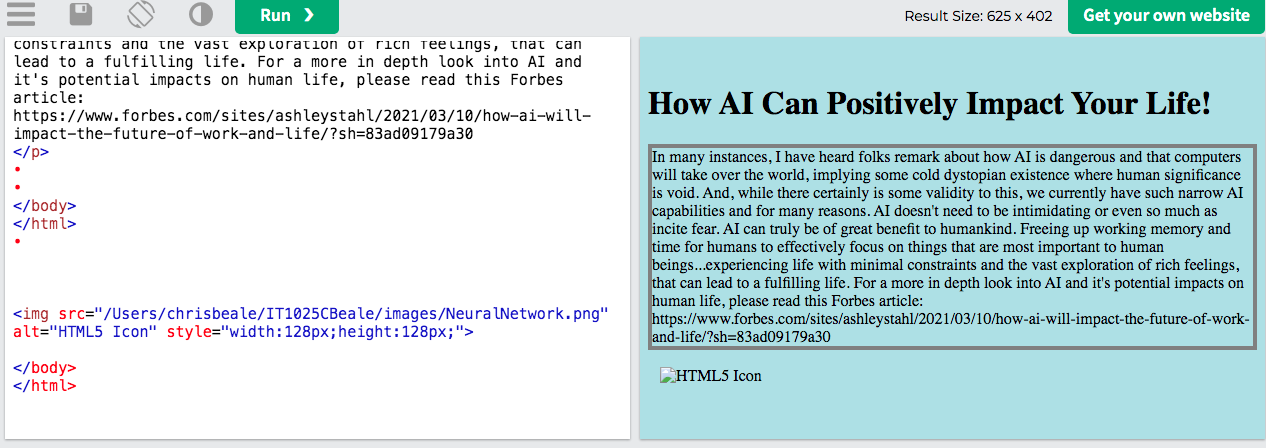 Run ❯
Result Size: 625 x 402
Get your own website
constraints and the vast exploration of rich feelings, that can
lead to a fulfilling life. For a more in depth look into AI and
it's potential impacts on human life, please read this Forbes
article:
https://www.forbes.com/sites/ashleystahl/2021/03/10/how-ai-will-
impact-the-future-of-work-and-life/?sh=83ad09179a30
</p>
•
•
</body>
</html>
•
<img src="/Users/chrisbeale/IT1025CBeale/images/NeuralNetwork.png"
alt="HTML5 Icon" style="width:128px;height:128px;">
</body>
</html>
How AI Can Positively Impact Your Life!
In many instances, I have heard folks remark about how AI is dangerous and that computers
will take over the world, implying some cold dystopian existence where human significance
is void. And, while there certainly is some validity to this, we currently have such narrow AI
capabilities and for many reasons. AI doesn't need to be intimidating or even so much as
incite fear. AI can truly be of great benefit to humankind. Freeing up working memory and
time for humans to effectively focus on things that are most important to human
beings...experiencing life with minimal constraints and the vast exploration of rich feelings,
that can lead to a fulfilling life. For a more in depth look into AI and it's potential impacts on
human life, please read this Forbes article:
https://www.forbes.com/sites/ashleystahl/2021/03/10/how-ai-will-impact-the-future-of-work-
and-life/?sh=83ad09179a30
HTML5 Icon